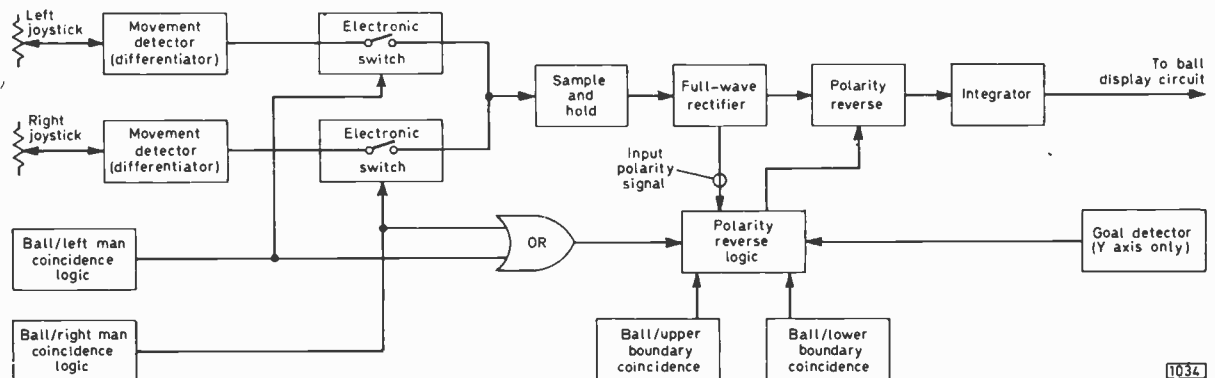 Left
joystick
Movement
detector
(differentiator)
Electronic
switch
Right
joystick
Movement
detector
(differentiator)
Electronic
switch
Sample
and
hold
Full-wave
rectifier
Polarity
reverse
Integrator
To ball
display circuit
Input
polarity
signal
Ball/left man
coincidence
logic
OR
Polarity
reverse
logic
Goal detector
(Y axis only)
Ball/right man
coincidence
logic
Ball/upper
boundary
coincidence
Ball/lower
boundary
coincidence
1034